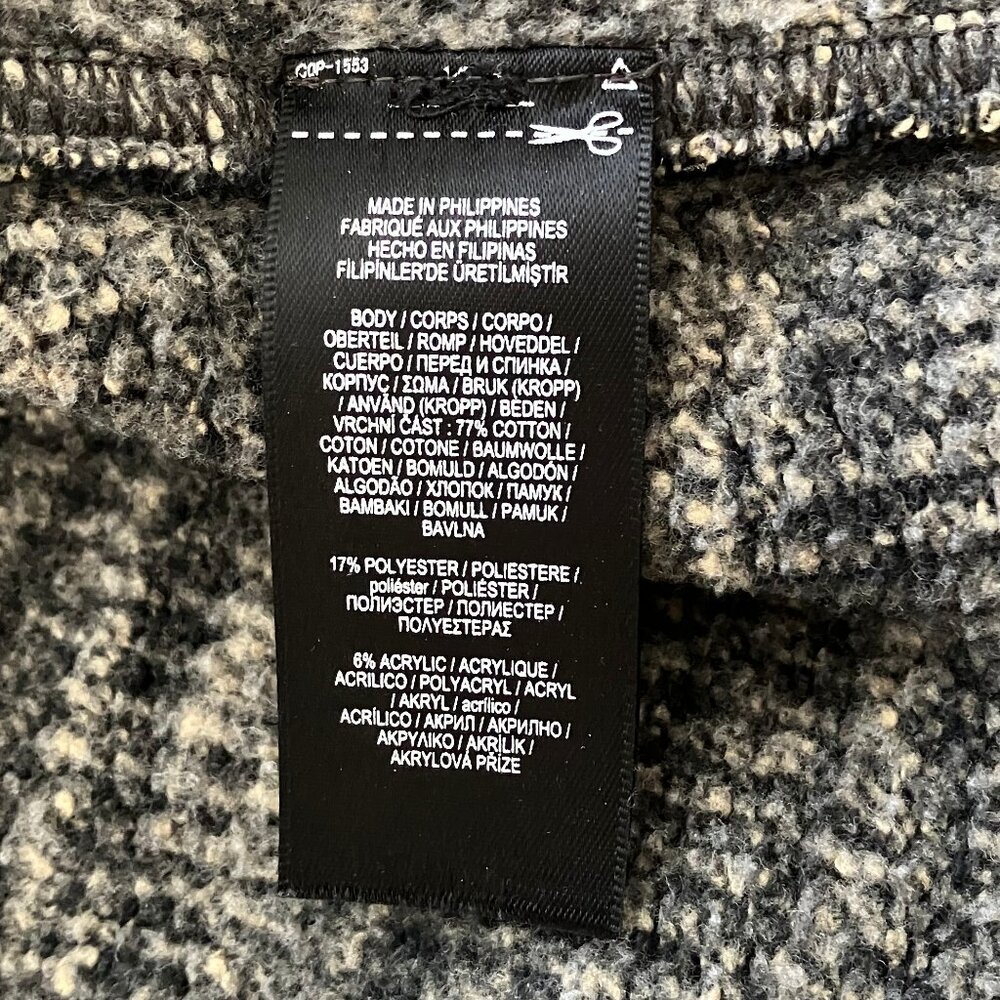 MADE IN PHILIPPINES
FABRIQUÉ AUX PHILIPPINES
HECHO EN FILIPINAS
FİLİPİNLER'DE ÜRETİLMİŞTİR
BODY / CORPS / CORPO /
OBERTEIL / ROMP / HOVEDDEL /
CUERPO / ПЕРЕД И СПИНКА /
КОРПУС / ΣΩΜΑ / BRUK (KROPP)
/ ANVÄND (KROPP) / BEDEN /
VRCHNÍ ČÁST : 77% COTTON /
COTON / COTONE / BAUMWOLLE /
KATOEN / BOMULD / ALGODÓN /
ALGODÃO / ХЛОПОК / ПАМУК /
BAMBAKI / BOMULL / PAMUK /
BAVLNA
17% POLYESTER / POLIESTERE /
poliéster / POLIÉSTER /
ПОЛИЭСТЕР / ПОЛИЕСТЕР /
ΠΟΛΥΕΣΤΕΡΑΣ
6% ACRYLIC / ACRYLIQUE /
ACRILICO / POLYACRYL / ACRYL
/ AKRYL / acrílico /
ACRÍLICO / АКРИЛ / АКРИЛНО /
ΑΚΡΥΛΙΚΟ / AKRİLİK /
AKRYLOVÁ PŘÍZE